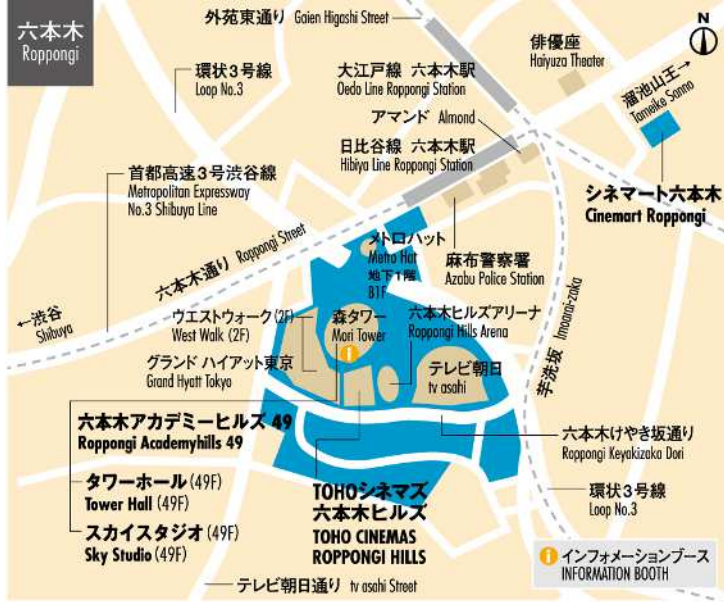 六本木
Roppongi
外苑東通り Gaien Higashi Street
N
俳優座
Haiyuza Theater
環状3号線
Loop No.3
大江戸線 六本木駅
Oedo Line Roppongi Station
溜池山王→
Tameike Sanno
アマンド Almond
日比谷線 六本木駅
Hibiya Line Roppongi Station
首都高速3号渋谷線
Metropolitan Expressway
No.3 Shibuya Line
シネマート六本木
Cinemart Roppongi
六本木通り Roppongi Street
メトロハット
Metro Hat
地下1階
B1F
麻布警察署
Azabu Police Station
←渋谷
Shibuya
ウエストウォーク(2F)
West Walk (2F)
森タワー
Mori Tower
六本木ヒルズアリーナ
Roppongi Hills Arena
芋洗坂 Imoarai-zaka
グランド ハイアット東京
Grand Hyatt Tokyo
テレビ朝日
tv asahi
六本木アカデミーヒルズ 49
Roppongi Academyhills 49
六本木けやき坂通り
Roppongi Keyakizaka Dori
タワーホール(49F)
Tower Hall (49F)
スカイスタジオ(49F)
Sky Studio (49F)
TOHOシネマズ
六本木ヒルズ
TOHO CINEMAS
ROPPONGI HILLS
環状3号線
Loop No.3
i インフォメーションブース
INFORMATION BOOTH
テレビ朝日通り tv asahi Street